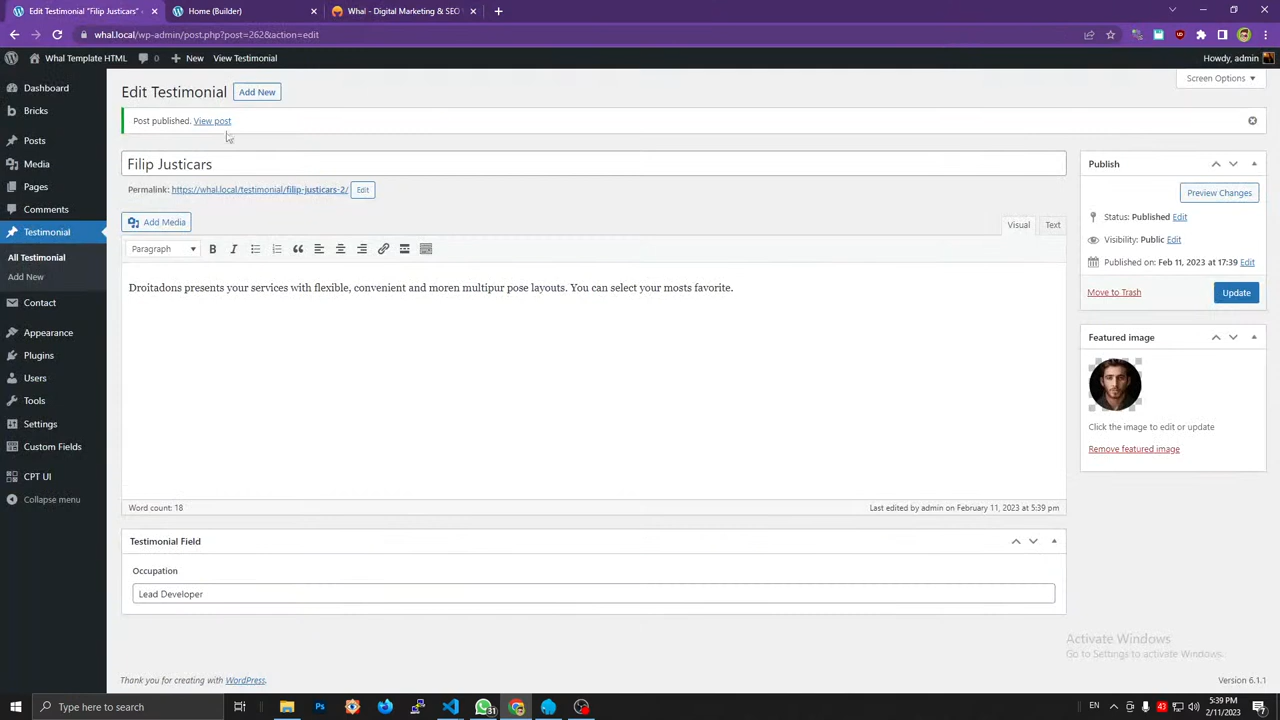 Edit Testimonial "Filip Justicars"
Home (Builder)
Whal - Digital Marketing & SEO
whal.local/wp-admin/post.php?post=262&action=edit
Whal Template HTML
0
New
View Testimonial
Howdy, admin
Dashboard
Bricks
Posts
Media
Pages
Comments
Testimonial
All Testimonial
Add New
Contact
Appearance
Plugins
Users
Tools
Settings
Custom Fields
CPT UI
Collapse menu
Edit Testimonial
Add New
Screen Options
Post published. View post
Filip Justicars
Permalink: https://whal.local/testimonial/filip-justicars-2/ Edit
Add Media
Visual
Text
Paragraph
Droitadons presents your services with flexible, convenient and moren multipur pose layouts. You can select your mosts favorite.
Word count: 18
Last edited by admin on February 11, 2023 at 5:39 pm
Testimonial Field
Occupation
Lead Developer
Publish
Preview Changes
Status: Published Edit
Visibility: Public Edit
Published on: Feb 11, 2023 at 17:39 Edit
Move to Trash
Update
Featured image
Click the image to edit or update
Remove featured image
Activate Windows
Go to Settings to activate Windows.
Thank you for creating with WordPress.
Version 6.1.1
Type here to search
31
EN
43
5:39 PM
2/11/2023